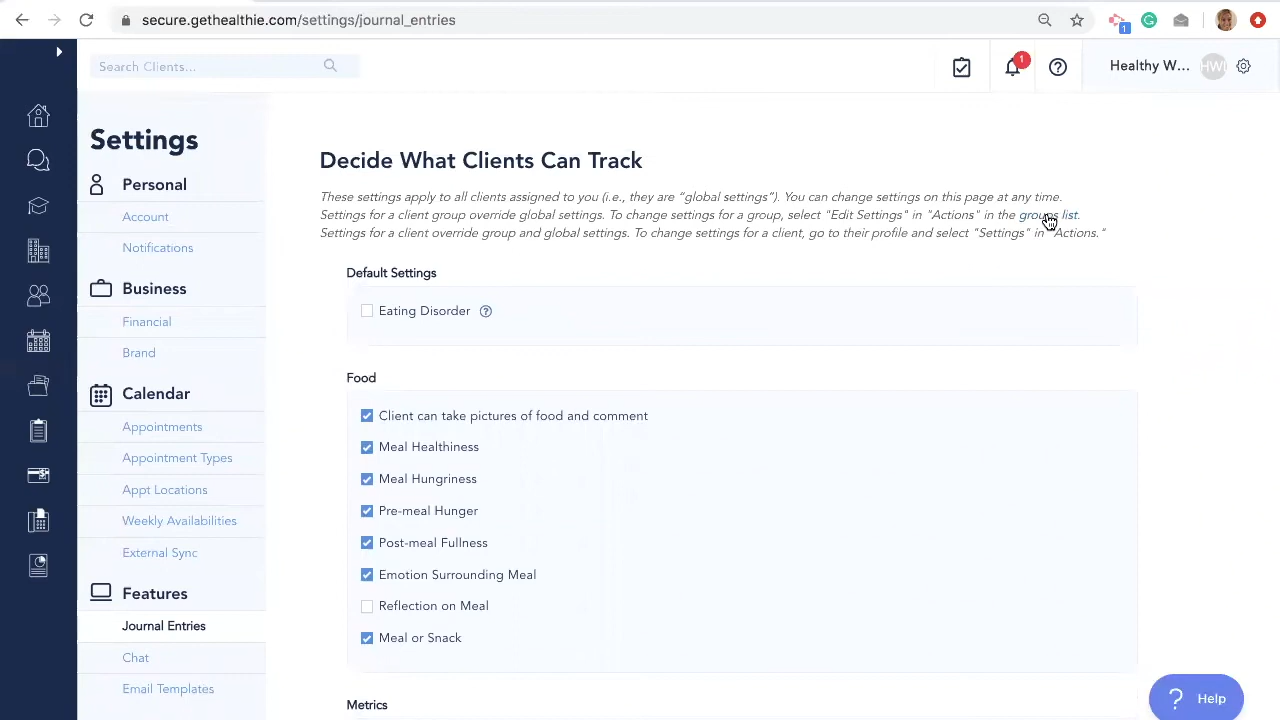 secure.gethealthie.com/settings/journal_entries
1
Search Clients...
1
Healthy W...
HWL
Settings
Personal
Account
Notifications
Business
Financial
Brand
Calendar
Appointments
Appointment Types
Appt Locations
Weekly Availabilities
External Sync
Features
Journal Entries
Chat
Email Templates
Decide What Clients Can Track
These settings apply to all clients assigned to you (i.e., they are “global settings”). You can change settings on this page at any time.
Settings for a client group override global settings. To change settings for a group, select "Edit Settings" in "Actions" in the groups list.
Settings for a client override group and global settings. To change settings for a client, go to their profile and select "Settings" in "Actions."
Default Settings
Eating Disorder ?
Food
Client can take pictures of food and comment
Meal Healthiness
Meal Hungriness
Pre-meal Hunger
Post-meal Fullness
Emotion Surrounding Meal
Reflection on Meal
Meal or Snack
Metrics
? Help